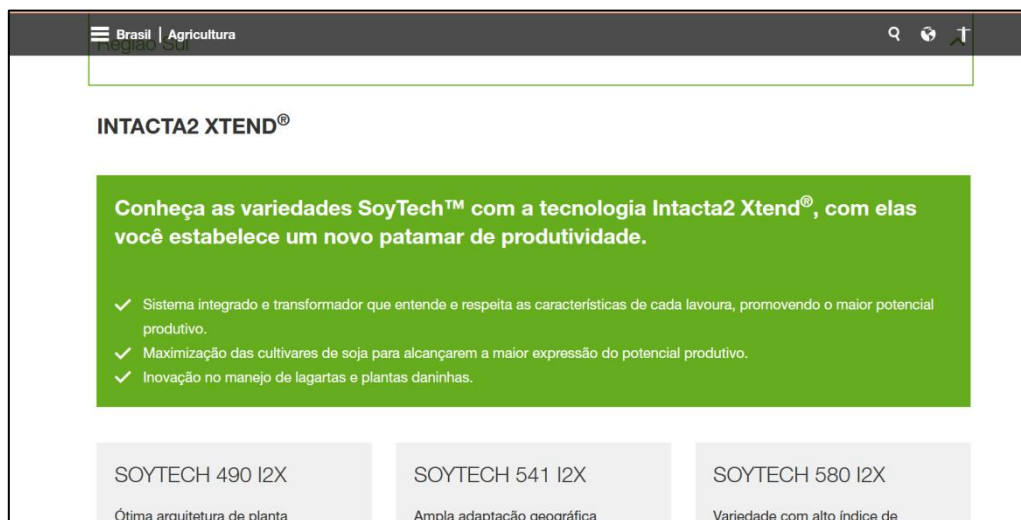 Brasil | Agricultura
Região Sul
INTACTA2 XTEND®
Conheça as variedades SoyTech™ com a tecnologia Intacta2 Xtend®, com elas
você estabelece um novo patamar de produtividade.
Sistema integrado e transformador que entende e respeita as características de cada lavoura, promovendo o maior potencial
produtivo.
Maximização das cultivares de soja para alcançarem a maior expressão do potencial produtivo.
Inovação no manejo de lagartas e plantas daninhas.
SOYTECH 490 I2X
Ótima arquitetura de planta
SOYTECH 541 I2X
Ampla adaptação geográfica
SOYTECH 580 I2X
Variedade com alto índice de